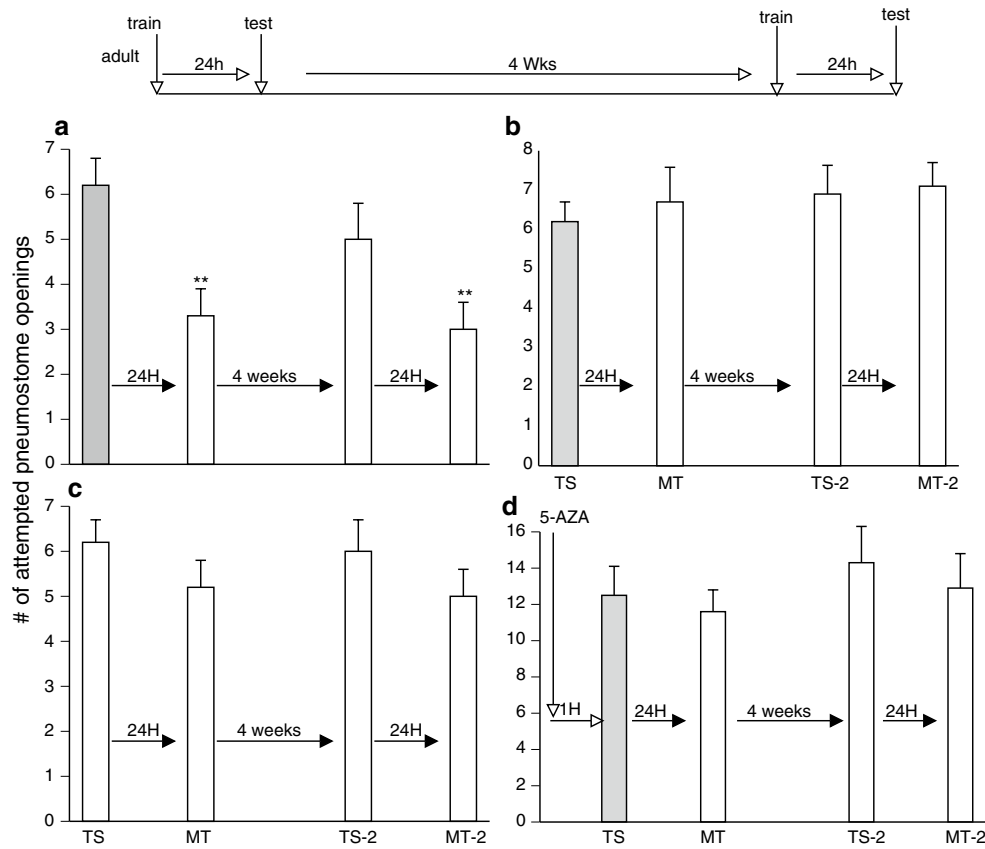 train
test
train
test
adult
24h
4 Wks
24h
# of attempted pneumostome openings
a
7
6
5
4
3
2
1
0
**
**
24H
4 weeks
24H
b
8
7
6
5
4
3
2
1
0
24H
4 weeks
24H
TS
MT
TS-2
MT-2
c
7
6
5
4
3
2
1
0
24H
4 weeks
24H
TS
MT
TS-2
MT-2
d
5-AZA
16
14
12
10
8
6
4
2
0
1H
24H
4 weeks
24H
TS
MT
TS-2
MT-2